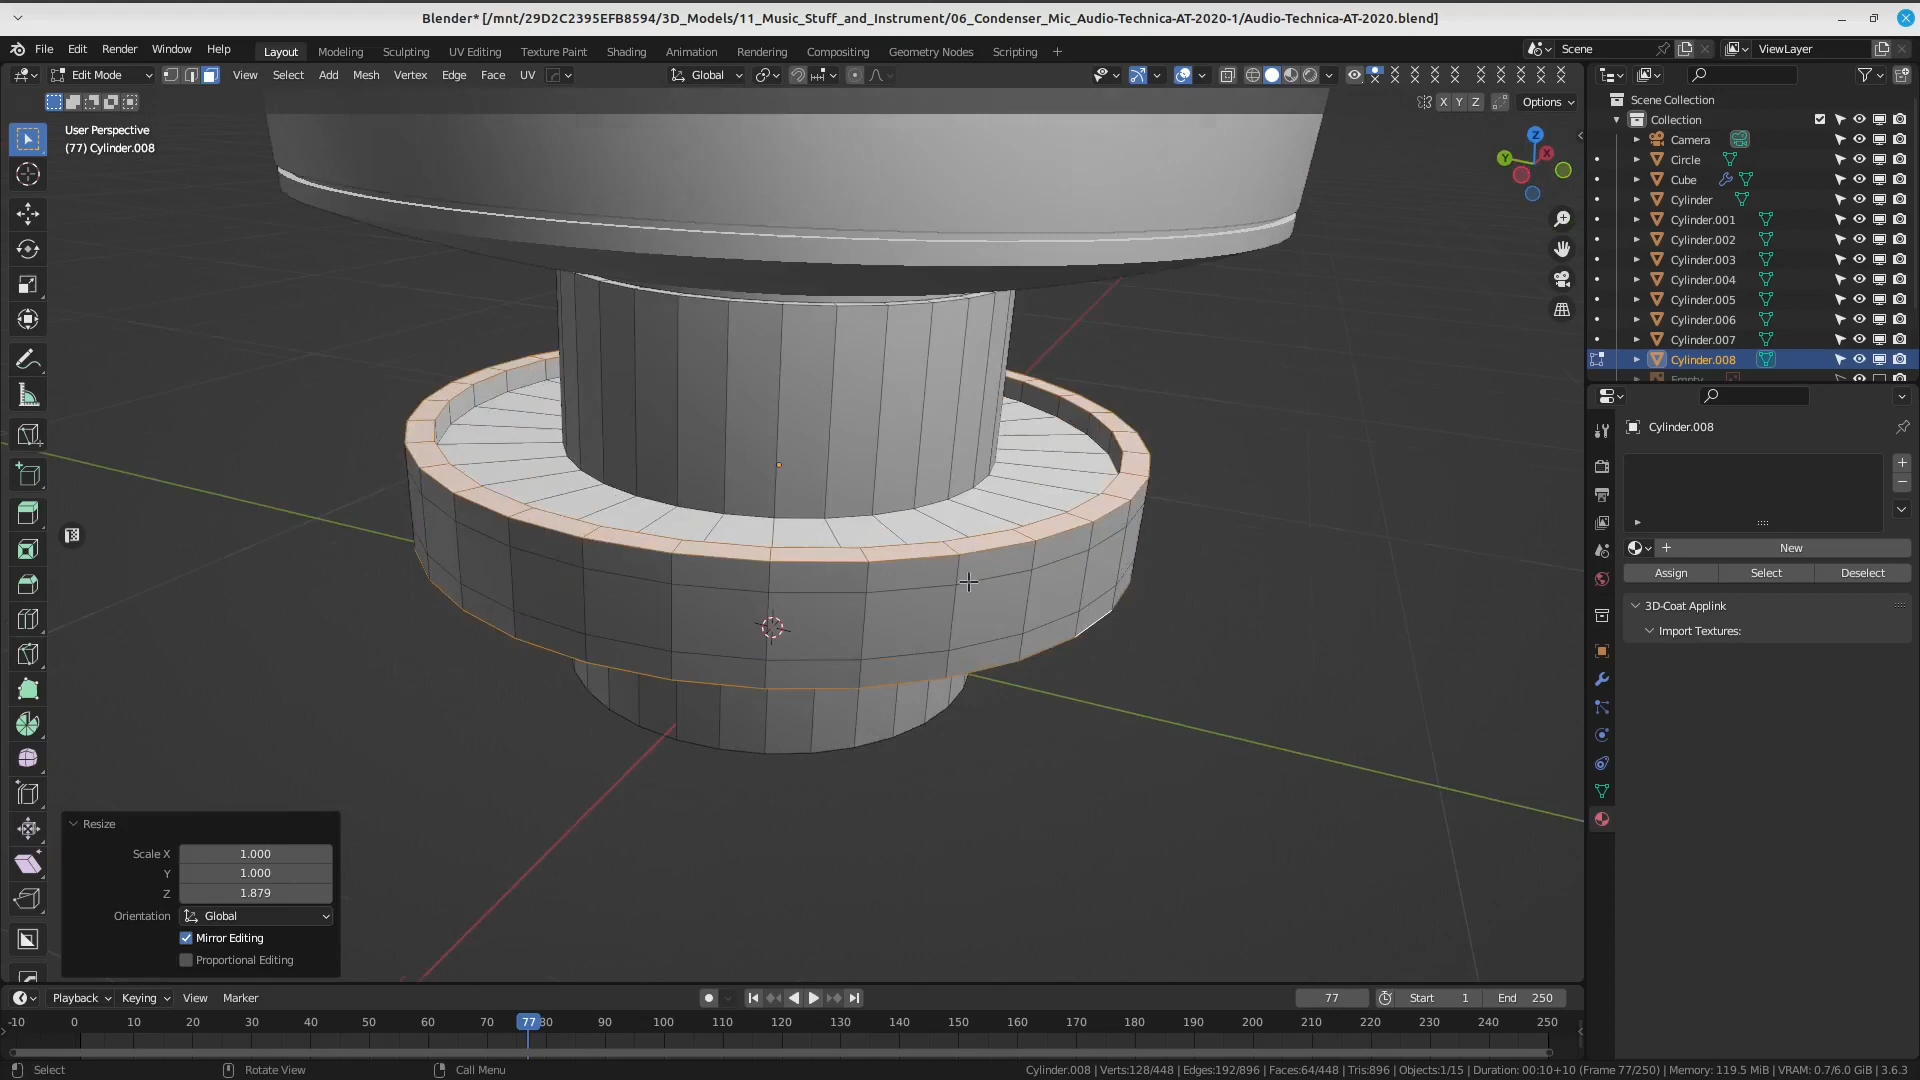 Blender* [/mnt/29D2C2395EFB8594/3D_Models/11_Music_Stuff_and_Instrument/06_Condenser_Mic_Audio-Technica-AT-2020-1/Audio-Technica-AT-2020.blend]
File Edit Render Window Help Layout Modeling Sculpting UV Editing Texture Paint Shading Animation Rendering Compositing Geometry Nodes Scripting + Scene ViewLayer
Edit Mode View Select Add Mesh Vertex Edge Face UV Global
X Y Z Options
User Perspective
(77) Cylinder.008
Z
Y
X
Scene Collection
Collection
Camera
Circle
Cube
Cylinder
Cylinder.001
Cylinder.002
Cylinder.003
Cylinder.004
Cylinder.005
Cylinder.006
Cylinder.007
Cylinder.008
Empty
Cylinder.008
New
Assign Select Deselect
3D-Coat Applink
Import Textures:
Resize
Scale X 1.000
Y 1.000
Z 1.879
Orientation Global
Mirror Editing
Proportional Editing
Playback Keying View Marker 77 Start 1 End 250
-10 0 10 20 30 40 50 60 70 77 80 90 100 110 120 130 140 150 160 170 180 190 200 210 220 230 240 250
Select Rotate View Call Menu Cylinder.008 | Verts:128/448 | Edges:192/896 | Faces:64/448 | Tris:896 | Objects:1/15 | Duration: 00:10+10 (Frame 77/250) | Memory: 119.5 MiB | VRAM: 0.7/6.0 GiB | 3.6.3